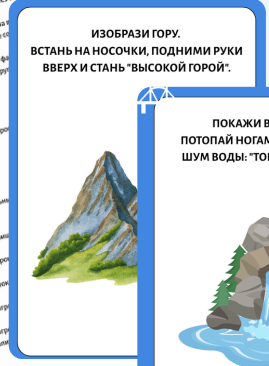 ИЗОБРАЗИ ГОРУ.
ВСТАНЬ НА НОСОЧКИ, ПОДНИМИ РУКИ
ВВЕРХ И СТАНЬ "ВЫСОКОЙ ГОРОЙ".
ПОКАЖИ В
ПОТОПАЙ НОГАМ
ШУМ ВОДЫ: "ТО